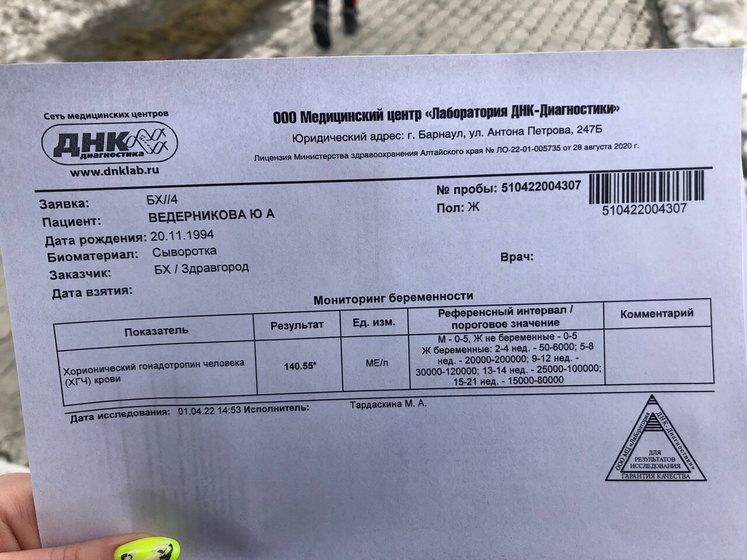 Сеть медицинских центров
ДНК
диагностика
www.dnklab.ru
ООО Медицинский центр «Лаборатория ДНК-Диагностики»
Юридический адрес: г. Барнаул, ул. Антона Петрова, 247Б
Лицензия Министерства здравоохранения Алтайского края № ЛО-22-01-005735 от 28 августа 2020 г.
Заявка: БХ//4
Пациент: ВЕДЕРНИКОВА Ю А
Дата рождения: 20.11.1994
Биоматериал: Сыворотка
Заказчик: БХ / Здравгород
Дата взятия:
№ пробы: 510422004307
Пол: Ж
510422004307
Врач:
Мониторинг беременности
Показатель
Результат
Ед. изм.
Референсный интервал /
пороговое значение
Комментарий
Хорионический гонадотропин человека
(ХГЧ) крови
140.55*
МЕ/л
М - 0-5, Ж не беременные - 0-5
Ж беременные: 2-4 нед. - 50-6000; 5-8
нед. - 20000-200000; 9-12 нед. -
30000-120000; 13-14 нед. - 25000-100000;
15-21 нед. - 15000-80000
Дата исследования: 01.04.22 14:53 Исполнитель: Тардаскина М. А.
ООО МЦ «Лаборатория
ДНК-Диагностики»
ДЛЯ
РЕЗУЛЬТАТОВ
ИССЛЕДОВАНИЯ
ГАРАНТИЯ КАЧЕСТВА